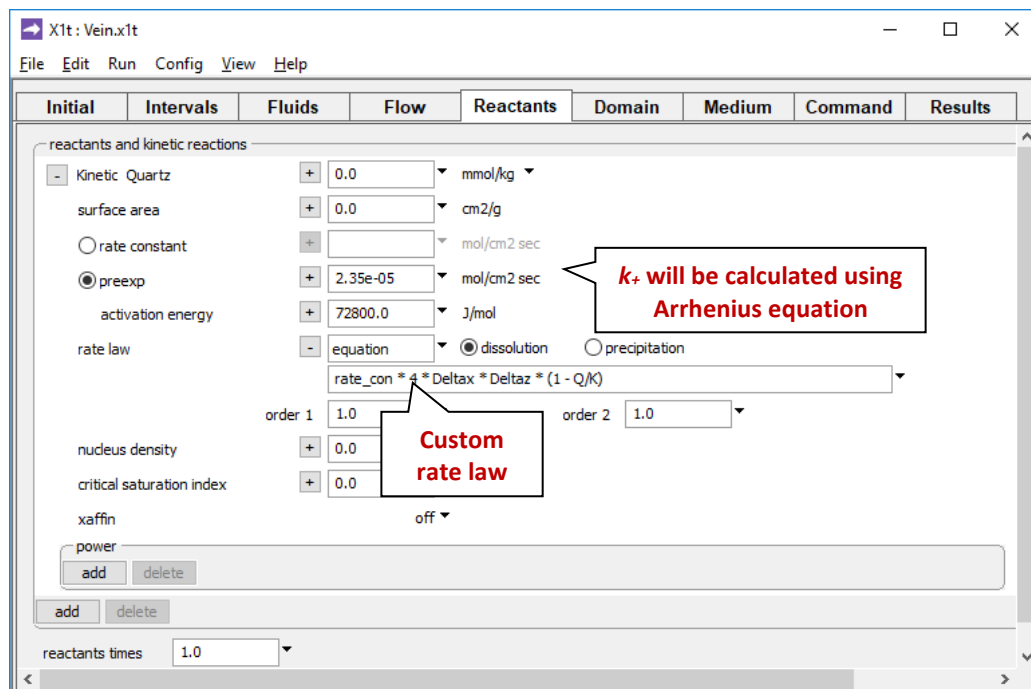 X1t : Vein.x1t
File Edit Run Config View Help
Initial Intervals Fluids Flow Reactants Domain Medium Command Results
reactants and kinetic reactions
- Kinetic Quartz + 0.0 mmol/kg
surface area + 0.0 cm2/g
rate constant + mol/cm2 sec
preexp + 2.35e-05 mol/cm2 sec
k+ will be calculated using
Arrhenius equation
activation energy + 72800.0 J/mol
rate law - equation dissolution precipitation
rate_con * 4 * Deltax * Deltaz * (1 - Q/K)
order 1 1.0 order 2 1.0
Custom
rate law
nucleus density + 0.0
critical saturation index + 0.0
xaffin off
power
add delete
add delete
reactants times 1.0